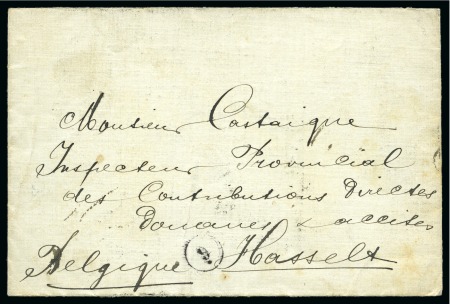 Monsieur Castaigne
Inspecteur Provincial
des Contributions Directes
Douanes & accises
Belgique Hasselt